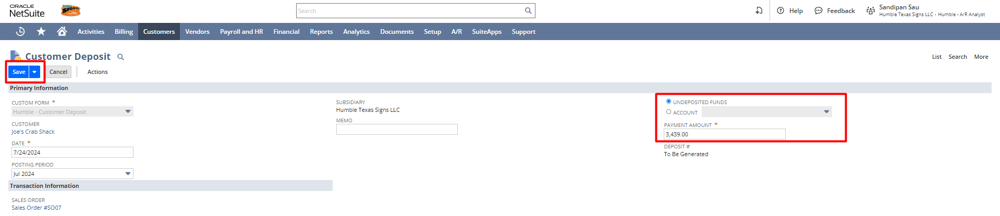 ORACLE
NetSuite
SIGNS
Search
Help
Feedback
Sandipan Sau
Humble Texas Signs LLC - Humble - A/R Analyst
Activities Billing Customers Vendors Payroll and HR Financial Reports Analytics Documents Setup A/R SuiteApps Support
Customer Deposit
List Search More
Save Cancel Actions
Primary Information
CUSTOM FORM *
Humble - Customer Deposit
CUSTOMER
Joe's Crab Shack
DATE *
7/24/2024
POSTING PERIOD
Jul 2024
SUBSIDIARY
Humble Texas Signs LLC
MEMO
UNDEPOSITED FUNDS
ACCOUNT
PAYMENT AMOUNT *
3,439.00
DEPOSIT #
To Be Generated
Transaction Information
SALES ORDER
Sales Order #SO07